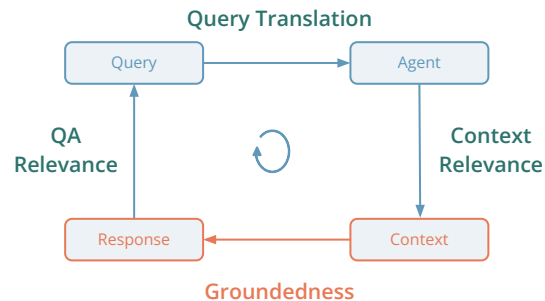 Query Translation
Query
Agent
QA
Relevance
Context
Relevance
Response
Context
Groundedness